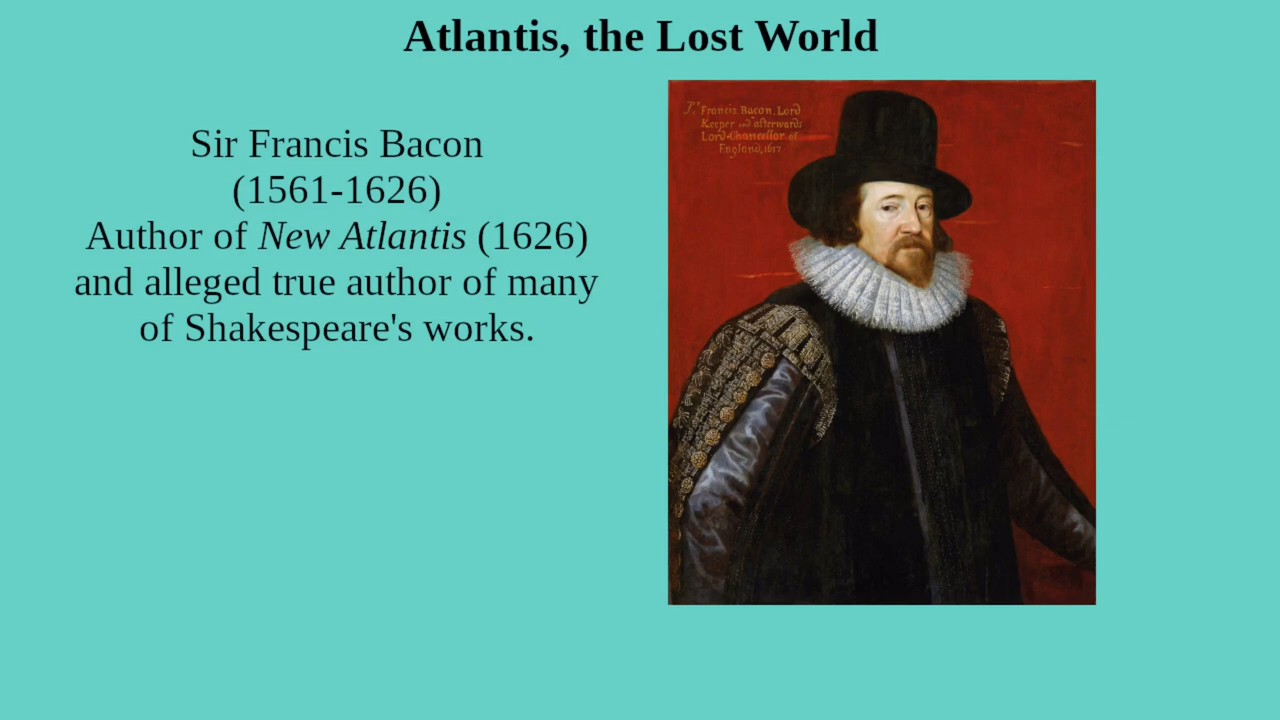 Atlantis, the Lost World
Sir Francis Bacon
(1561-1626)
Author of New Atlantis (1626)
and alleged true author of many
of Shakespeare's works.
Sr Francis Bacon, Lord
Keeper and afterwards
Lord Chancellor of
England, 1617